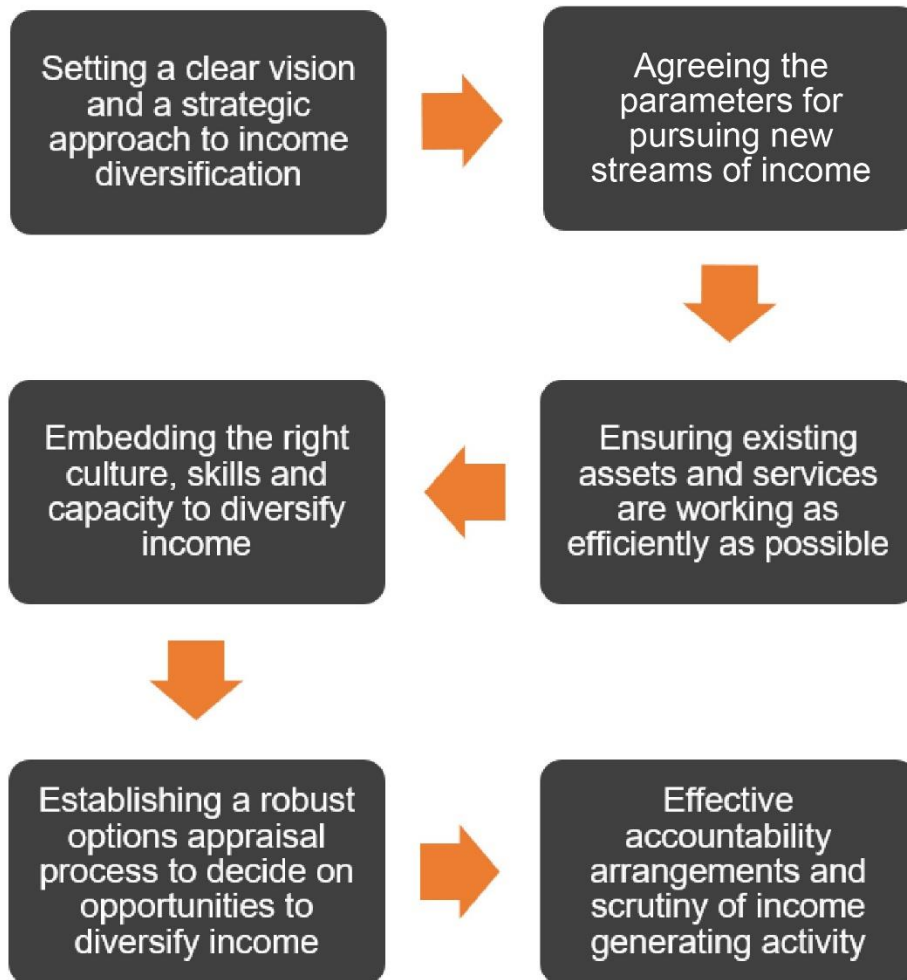 Setting a clear vision
and a strategic
approach to income
diversification
Agreeing the
parameters for
pursuing new
streams of income
Ensuring existing
assets and services
are working as
efficiently as possible
Embedding the right
culture, skills and
capacity to diversify
income
Establishing a robust
options appraisal
process to decide on
opportunities to
diversify income
Effective
accountability
arrangements and
scrutiny of income
generating activity